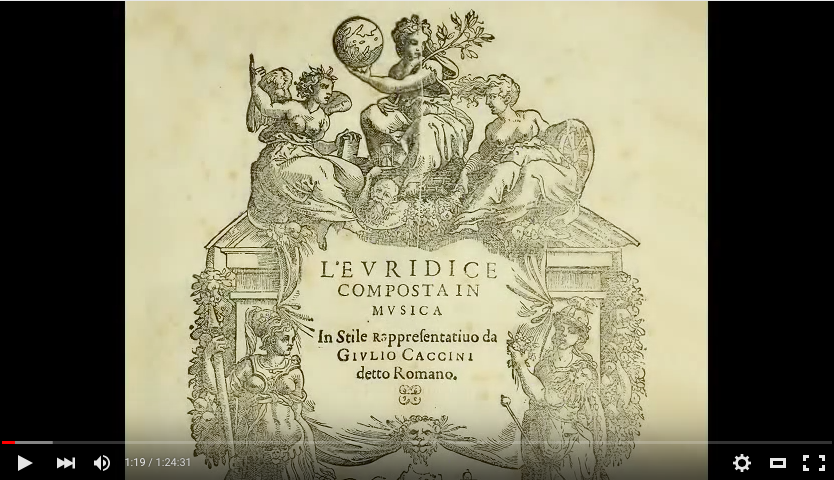 L'EVRIDICE
COMPOSTA IN
MVSICA
In Stile Rappresentatiuo da
GIVLIO CACCINI
detto Romano.
1:19 / 1:24:31